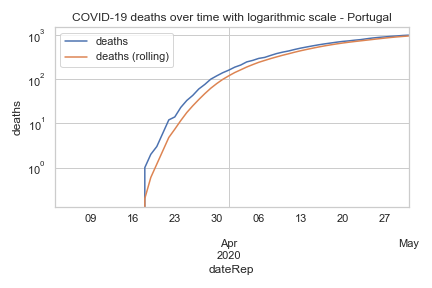 COVID-19 deaths over time with logarithmic scale - Portugal
deaths
deaths (rolling)
10³
10²
10¹
10⁰
deaths
09 16 23 30 06 13 20 27
Apr May
2020
dateRep